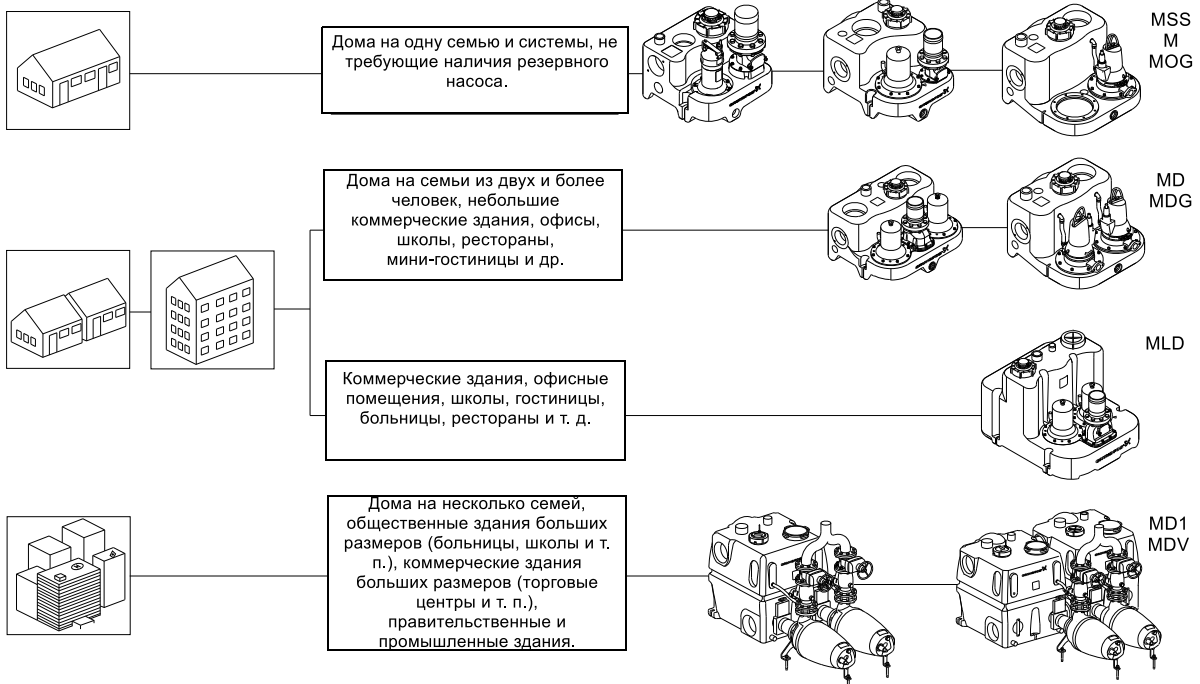 Дома на одну семью и системы, не
требующие наличия резервного
насоса.
MSS
M
MOG
Дома на семьи из двух и более
человек, небольшие
коммерческие здания, офисы,
школы, рестораны,
мини-гостиницы и др.
MD
MDG
Коммерческие здания, офисные
помещения, школы, гостиницы,
больницы, рестораны и т. д.
MLD
Дома на несколько семей,
общественные здания больших
размеров (больницы, школы и т.
п.), коммерческие здания
больших размеров (торговые
центры и т. п.),
правительственные и
промышленные здания.
MD1
MDV